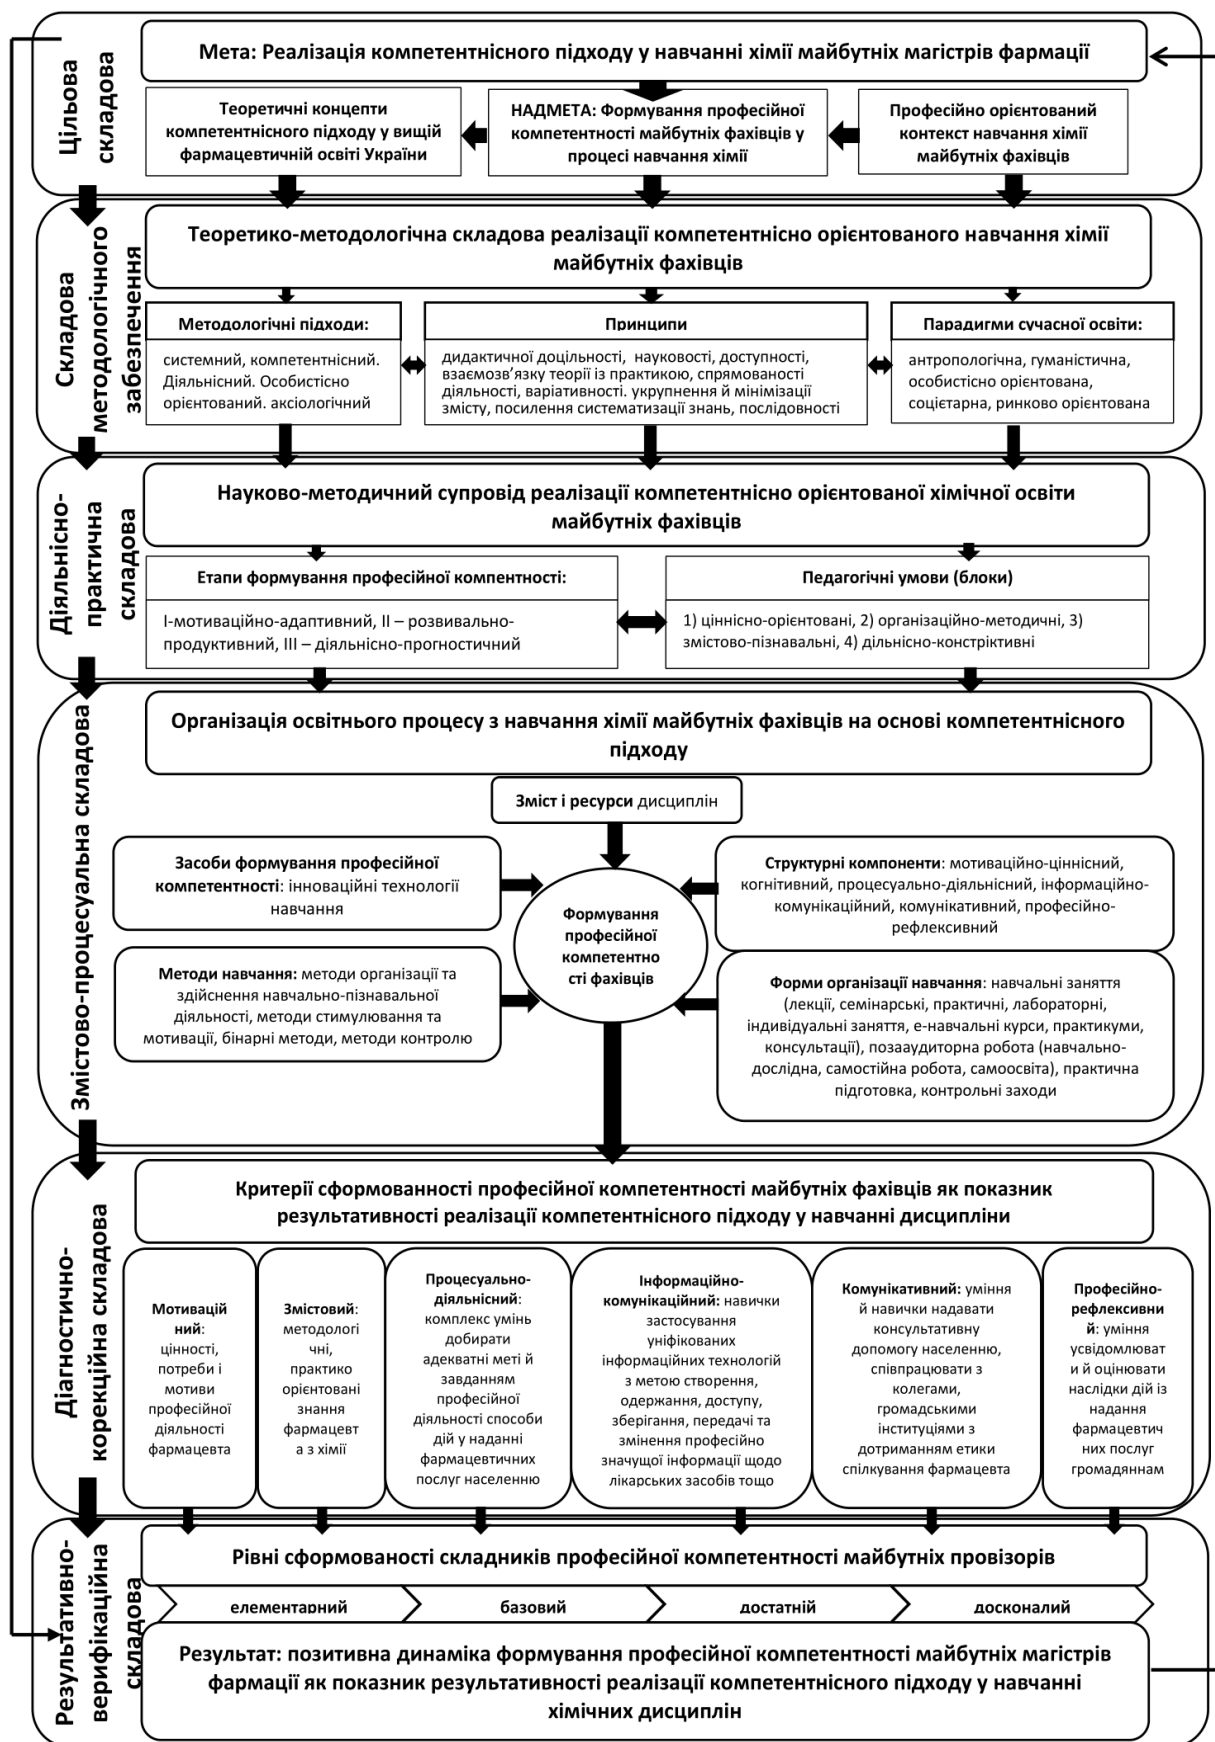 Цільова
складова
Мета: Реалізація компетентнісного підходу у навчанні хімії майбутніх магістрів фармації
Теоретичні концепти
компетентнісного підходу у вищій
фармацевтичній освіті України
НАДМЕТА: Формування професійної
компетентності майбутніх фахівців у
процесі навчання хімії
Професійно орієнтований
контекст навчання хімії
майбутніх фахівців
Складова
методологічного
забезпечення
Теоретико-методологічна складова реалізації компетентнісно орієнтованого навчання хімії
майбутніх фахівців
Методологічні підходи:
системний, компетентнісний.
Діяльнісний. Особистісно
орієнтований. аксіологічний
Принципи
дидактичної доцільності, науковості, доступності,
взаємозв’язку теорії із практикою, спрямованості
діяльності, варіативності. укрупнення й мінімізації
змісту, посилення систематизації знань, послідовності
Парадигми сучасної освіти:
антропологічна, гуманістична,
особистісно орієнтована,
соцієтарна, ринково орієнтована
Діяльнісно-
практична
складова
Науково-методичний супровід реалізації компетентнісно орієнтованої хімічної освіти
майбутніх фахівців
Етапи формування професійної компентності:
І-мотиваційно-адаптивний, ІІ – розвивально-
продуктивний, ІІІ – діяльнісно-прогностичний
Педагогічні умови (блоки)
1) ціннісно-орієнтовані, 2) організаційно-методичні, 3)
змістово-пізнавальні, 4) дільнісно-констріктивні
Змістово-процесуальна складова
Організація освітнього процесу з навчання хімії майбутніх фахівців на основі компетентнісного
підходу
Зміст і ресурси дисциплін
Засоби формування професійної
компетентності: інноваційні технології
навчання
Структурні компоненти: мотиваційно-ціннісний,
когнітивний, процесуально-діяльнісний, інформаційно-
комунікаційний, комунікативний, професійно-
рефлексивний
Формування
професійної
компетентно
сті фахівців
Методи навчання: методи організації та
здійснення навчально-пізнавальної
діяльності, методи стимулювання та
мотивації, бінарні методи, методи контролю
Форми організації навчання: навчальні заняття
(лекції, семінарські, практичні, лабораторні,
індивідуальні заняття, е-навчальні курси, практикуми,
консультації), позааудиторна робота (навчально-
дослідна, самостійна робота, самоосвіта), практична
підготовка, контрольні заходи
Діагностично-
корекційна складова
Критерії сформованності професійної компетентності майбутніх фахівців як показник
результативності реалізації компетентнісного підходу у навчанні дисципліни
Мотивацій
ний:
цінності,
потреби і
мотиви
професійної
діяльності
фармацевта
Змістовий:
методологі
чні,
практико
орієнтовані
знання
фармацевт
а з хімії
Процесуально-
діяльнісний:
комплекс умінь
добирати
адекватні меті й
завданням
професійної
діяльності способи
дій у наданні
фармацевтичних
послуг населенню
Інформаційно-
комунікаційний: навички
застосування
уніфікованих
інформаційних технологій
з метою створення,
одержання, доступу,
зберігання, передачі та
змінення професійно
значущої інформації щодо
лікарських засобів тощо
Комунікативний: уміння
й навички надавати
консультативну
допомогу населенню,
співпрацювати з
колегами,
громадськими
інституціями з
дотриманням етики
спілкування фармацевта
Професійно-
рефлексивни
й: уміння
усвідомлюват
и й оцінювати
наслідки дій із
надання
фармацевтич
них послуг
громадяннам
Результативно-
верифікаційна
складова
Рівні сформованості складників професійної компетентності майбутніх провізорів
елементарний
базовий
достатній
досконалий
Результат: позитивна динаміка формування професійної компетентності майбутніх магістрів
фармації як показник результативності реалізації компетентнісного підходу у навчанні
хімічних дисциплін